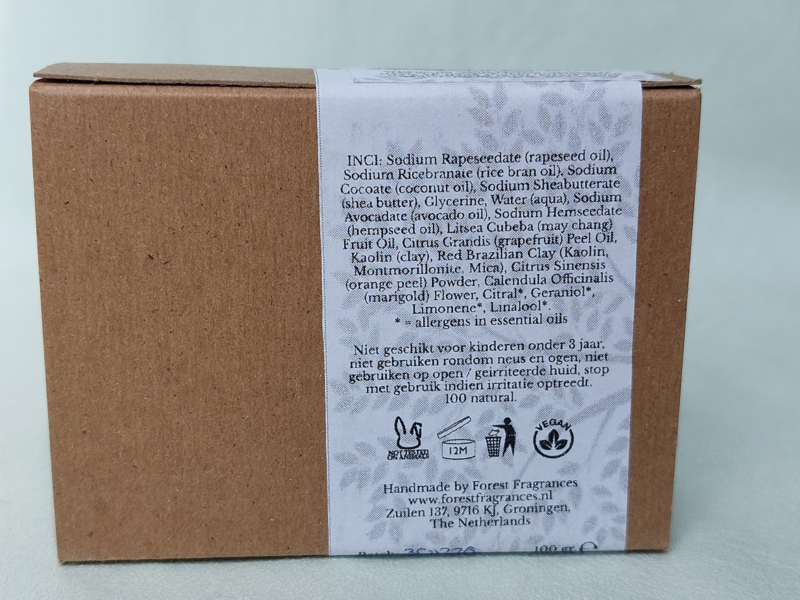 INCI: Sodium Rapeseedate (rapeseed oil),
Sodium Ricebranate (rice bran oil), Sodium
Cocoate (coconut oil), Sodium Sheabutterate
(shea butter), Glycerine, Water (aqua), Sodium
Avocadate (avocado oil), Sodium Hemseedate
(hempseed oil), Litsea Cubeba (may chang)
Fruit Oil, Citrus Grandis (grapefruit) Peel Oil,
Kaolin (clay), Red Brazilian Clay (Kaolin,
Montmorillonite, Mica), Citrus Sinensis
(orange peel) Powder, Calendula Officinalis
(marigold) Flower, Citral*, Geraniol*,
Limonene*, Linalool*.
* = allergens in essential oils
Niet geschikt voor kinderen onder 3 jaar,
niet gebruiken rondom neus en ogen, niet
gebruiken op open / geirriteerde huid, stop
met gebruik indien irritatie optreedt.
100 natural.
NOT TESTED
ON ANIMALS
12M
VEGAN
Handmade by Forest Fragrances
www.forestfragrances.nl
Zuilen 137, 9716 KJ, Groningen,
The Netherlands
100 gr. e